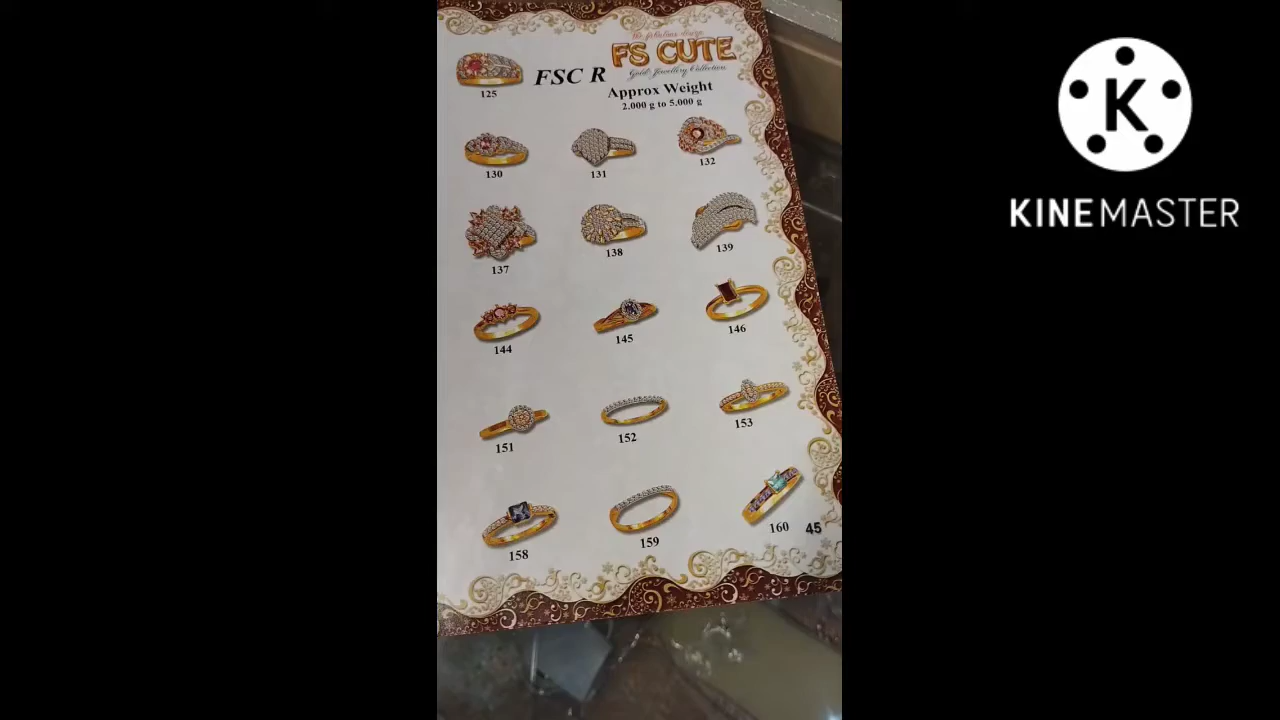 FS CUTE
Gold Jewellery Collection
FSC R
Approx Weight
2.000 g to 5.000 g
125
130
131
132
137
138
139
144
145
146
151
152
153
158
159
160
45
KINEMASTER